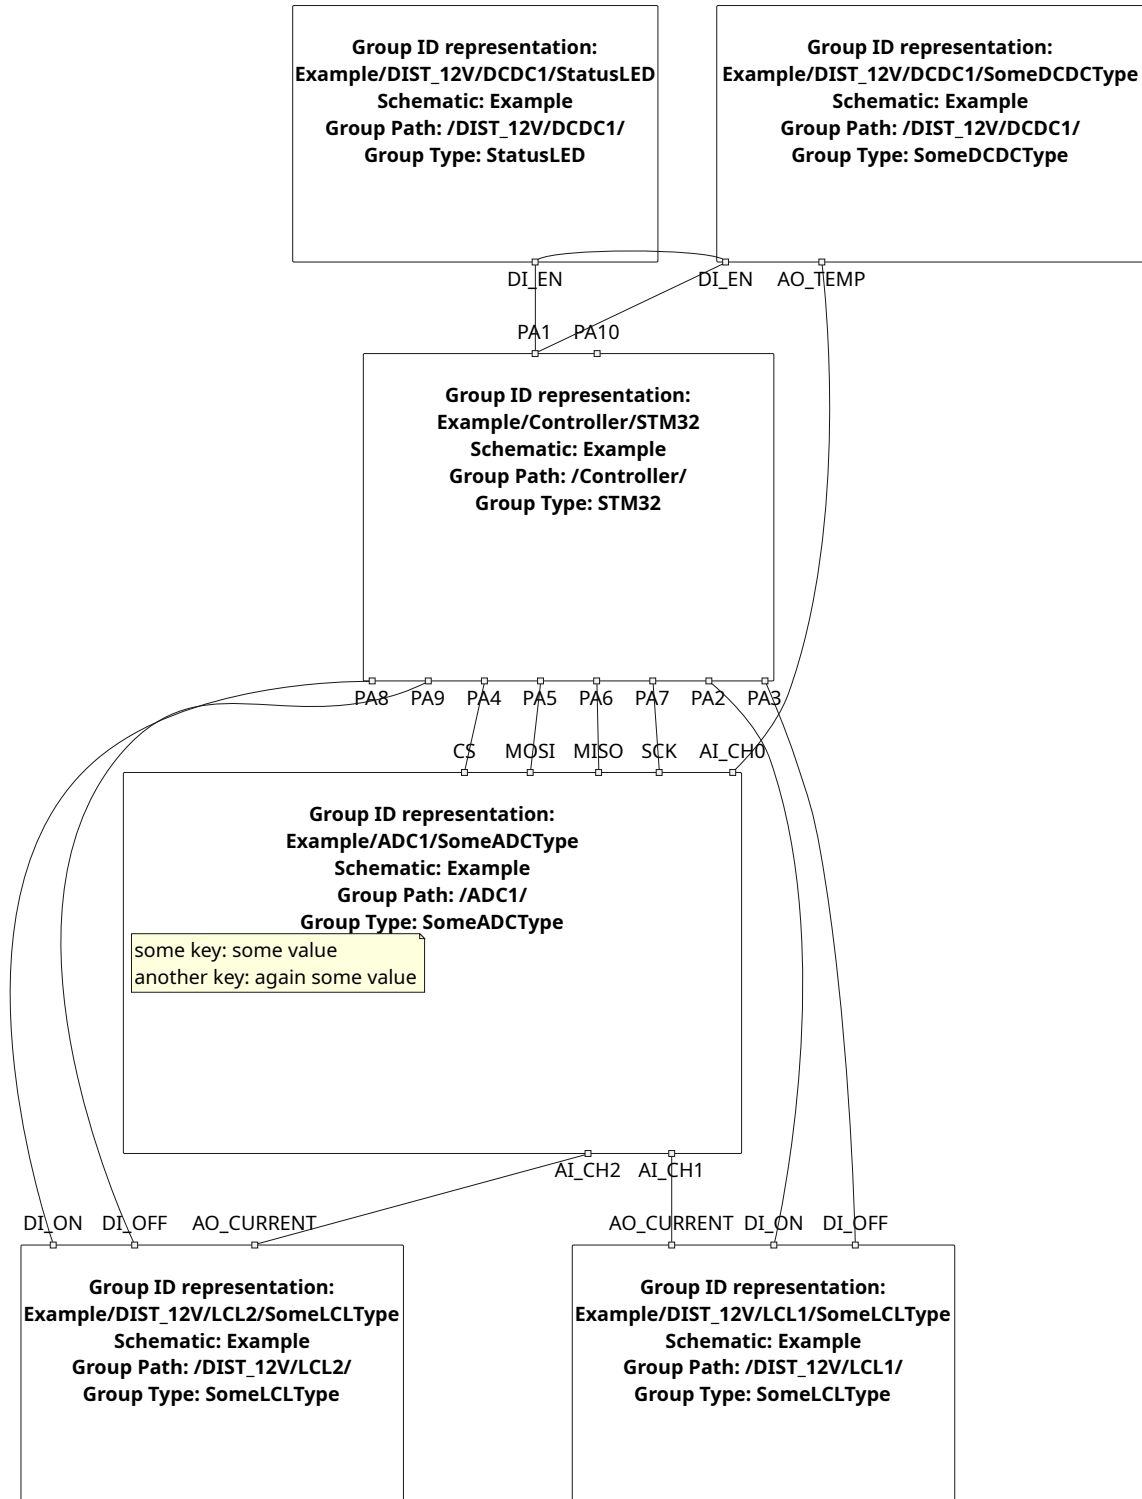 Group ID representation:
Example/DIST_12V/DCDC1/StatusLED
Schematic: Example
Group Path: /DIST_12V/DCDC1/
Group Type: StatusLED
Group ID representation:
Example/DIST_12V/DCDC1/SomeDCDCType
Schematic: Example
Group Path: /DIST_12V/DCDC1/
Group Type: SomeDCDCType
DI_EN
DI_EN
AO_TEMP
PA1
PA10
Group ID representation:
Example/Controller/STM32
Schematic: Example
Group Path: /Controller/
Group Type: STM32
PA8
PA9
PA4
PA5
PA6
PA7
PA2
PA3
CS
MOSI
MISO
SCK
AI_CH0
Group ID representation:
Example/ADC1/SomeADCType
Schematic: Example
Group Path: /ADC1/
Group Type: SomeADCType
some key: some value
another key: again some value
AI_CH2
AI_CH1
DI_ON
DI_OFF
AO_CURRENT
AO_CURRENT
DI_ON
DI_OFF
Group ID representation:
Example/DIST_12V/LCL2/SomeLCLType
Schematic: Example
Group Path: /DIST_12V/LCL2/
Group Type: SomeLCLType
Group ID representation:
Example/DIST_12V/LCL1/SomeLCLType
Schematic: Example
Group Path: /DIST_12V/LCL1/
Group Type: SomeLCLType